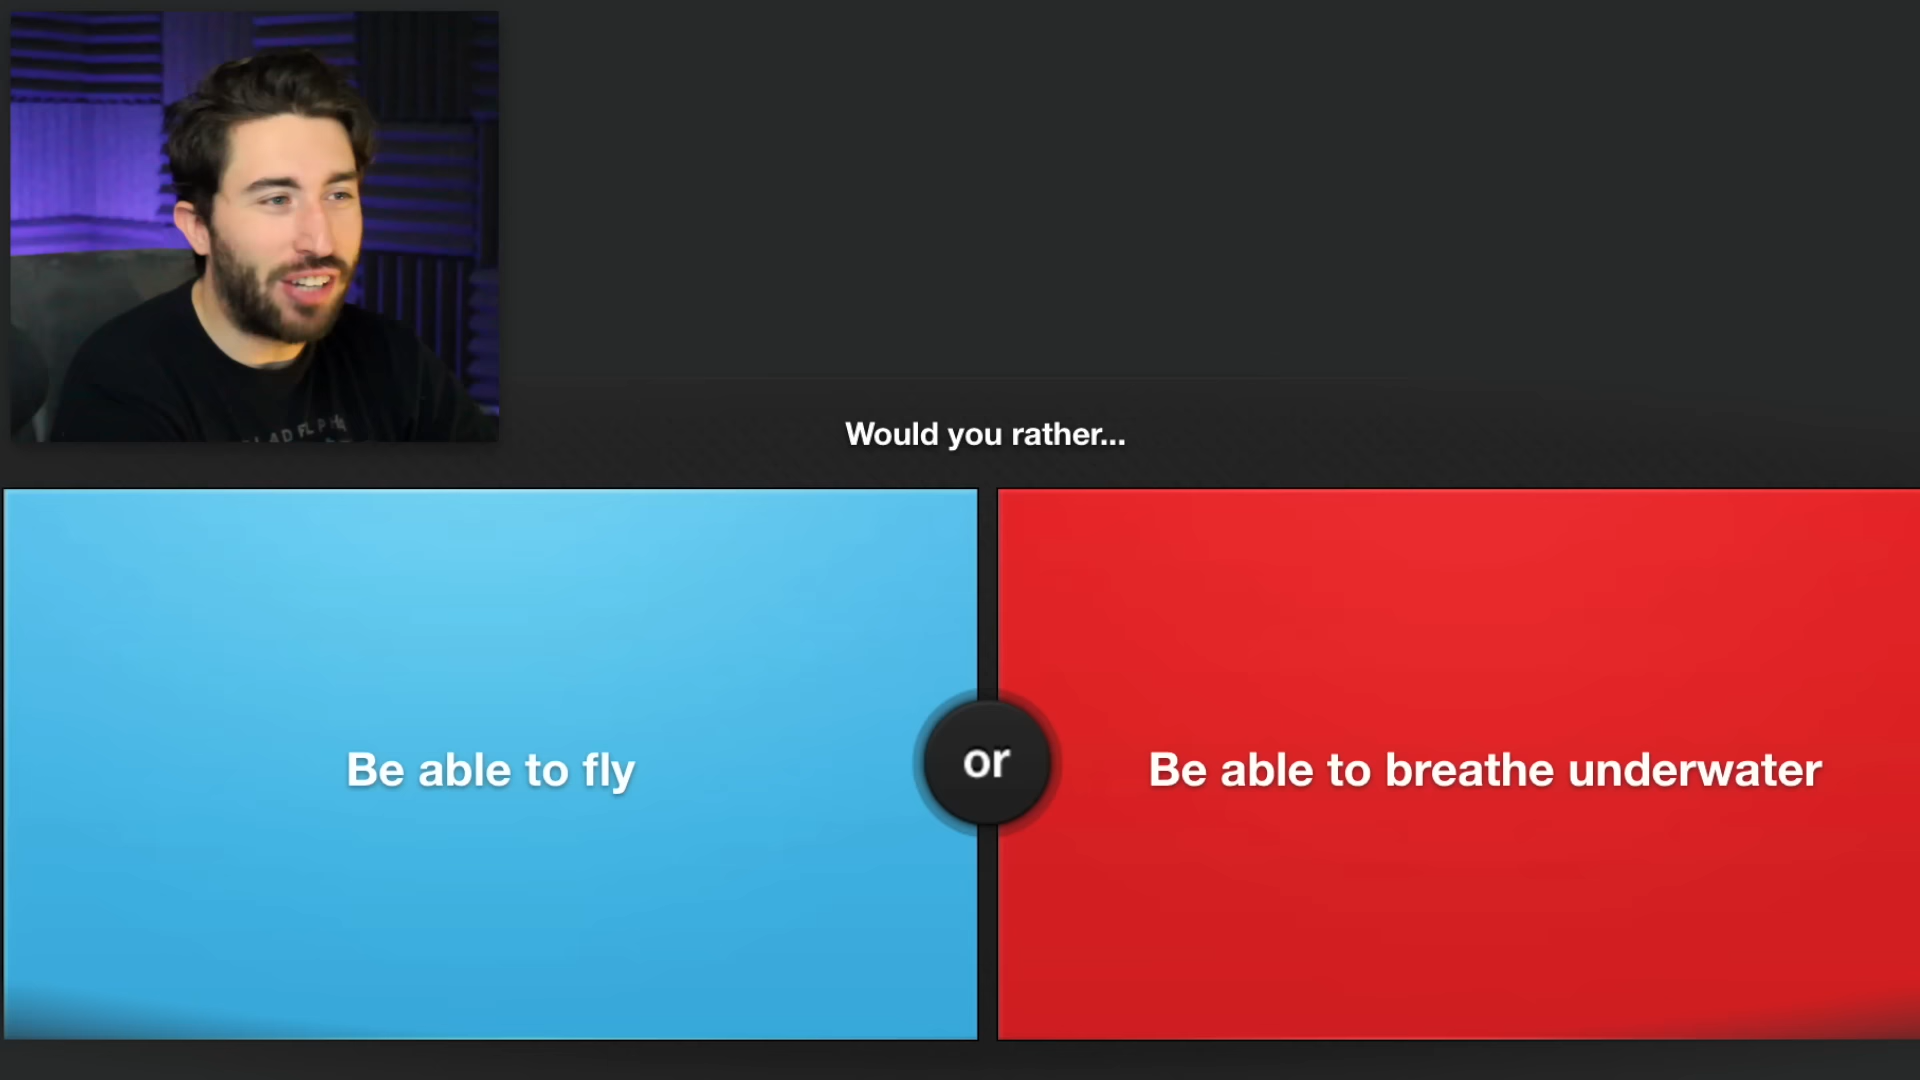 Would you rather...
Be able to fly
or
Be able to breathe underwater